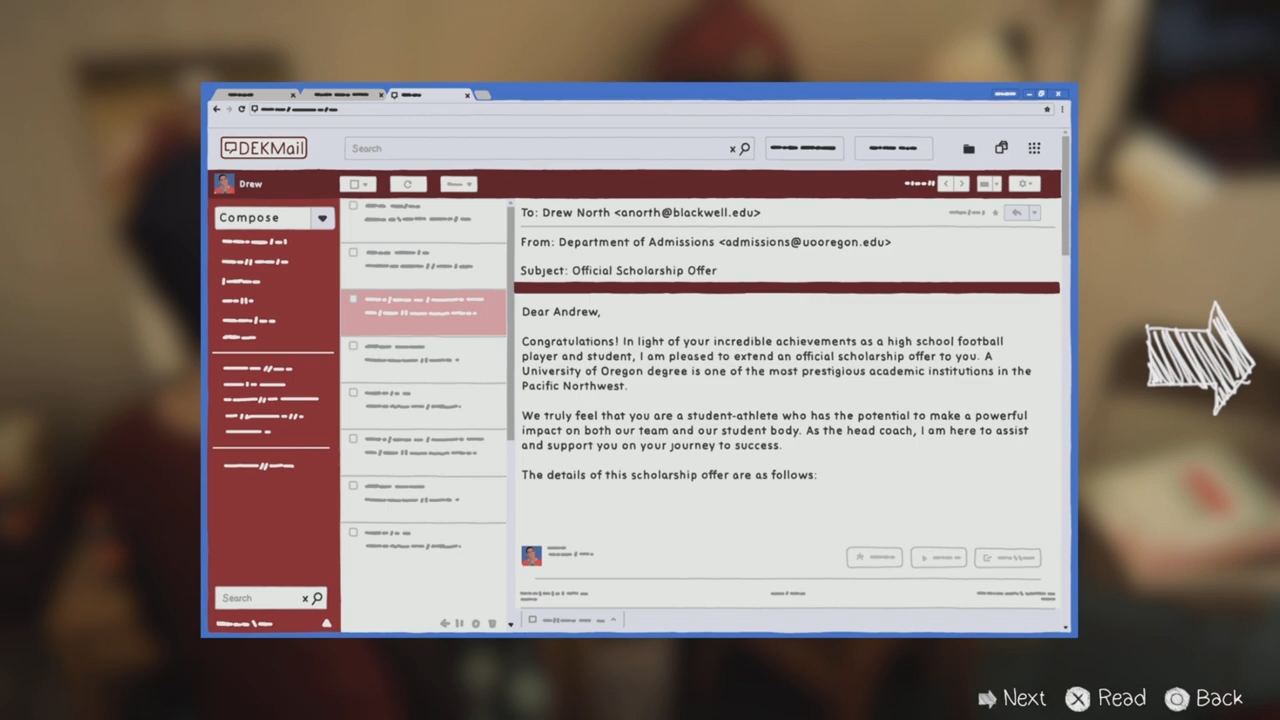 DEKMail
Search
Drew
Compose
To: Drew North <anorth@blackwell.edu>
From: Department of Admissions <admissions@uooregon.edu>
Subject: Official Scholarship Offer
Dear Andrew,
Congratulations! In light of your incredible achievements as a high school football
player and student, I am pleased to extend an official scholarship offer to you. A
University of Oregon degree is one of the most prestigious academic institutions in the
Pacific Northwest.
We truly feel that you are a student-athlete who has the potential to make a powerful
impact on both our team and our student body. As the head coach, I am here to assist
and support you on your journey to success.
The details of this scholarship offer are as follows:
Search
Next
Read
Back